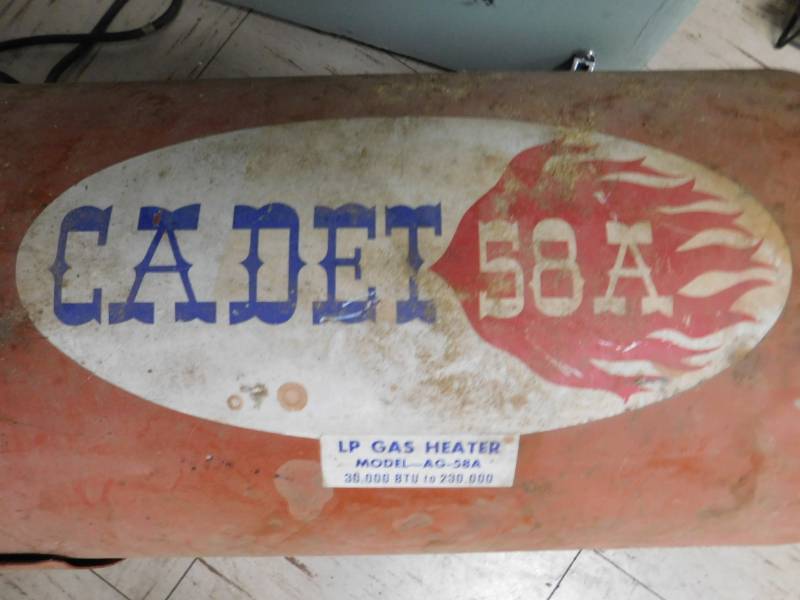 CADET 58A
LP GAS HEATER
MODEL—AG-58A
30,000 BTU to 230,000